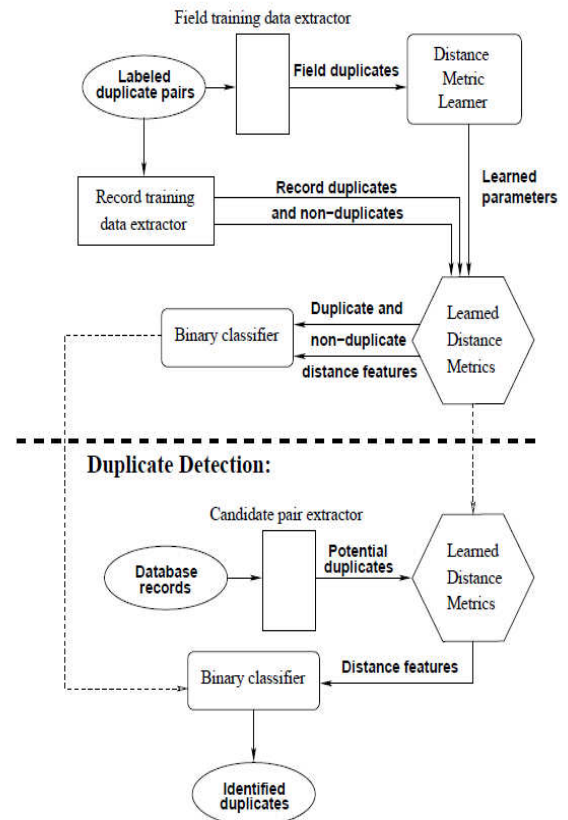 Field training data extractor
Labeled
duplicate pairs
Field duplicates
Distance
Metric
Learner
Learned
parameters
Record training
data extractor
Record duplicates
and non−duplicates
Learned
Distance
Metrics
Duplicate and
non−duplicate
distance features
Binary classifier
Duplicate Detection:
Candidate pair extractor
Database
records
Potential
duplicates
Learned
Distance
Metrics
Distance features
Binary classifier
Identified
duplicates